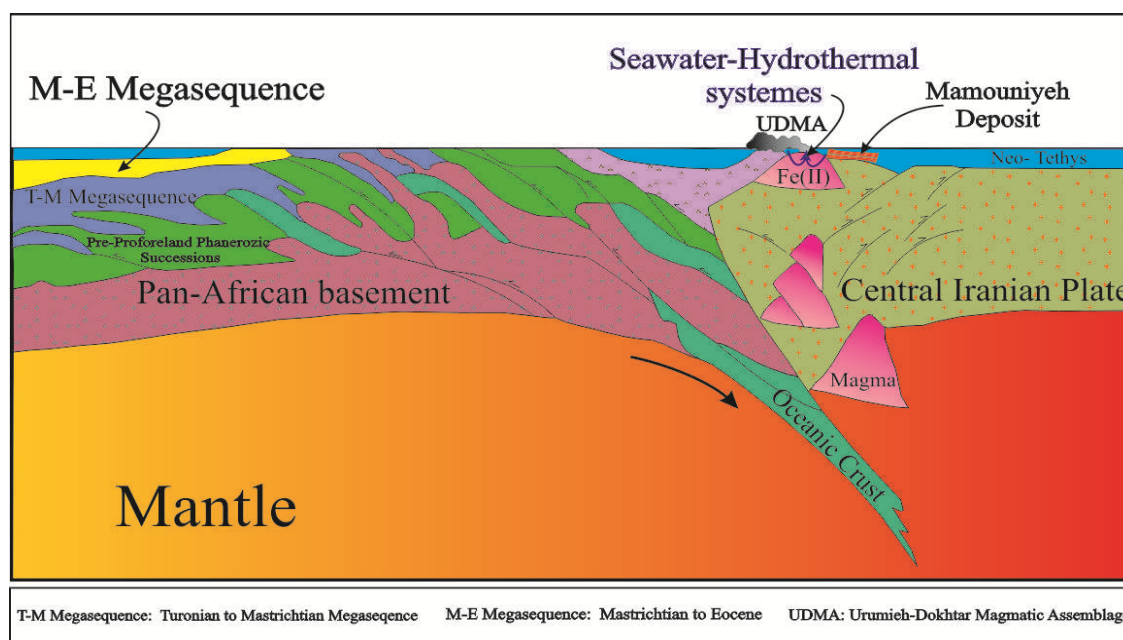 M-E Megasequence
Seawater-Hydrothermal
systemes
UDMA
Mamouniyeh
Deposit
Neo- Tethys
Fe(II)
T-M Megasequence
Pre-Proforeland Phanerozic
Successions
Pan-African basement
Central Iranian Plate
Magma
Oceanic Crust
Mantle
T-M Megasequence: Turonian to Mastrichtian Megaseqence M-E Megasequence: Mastrichtian to Eocene UDMA: Urumieh-Dokhtar Magmatic Assemblag